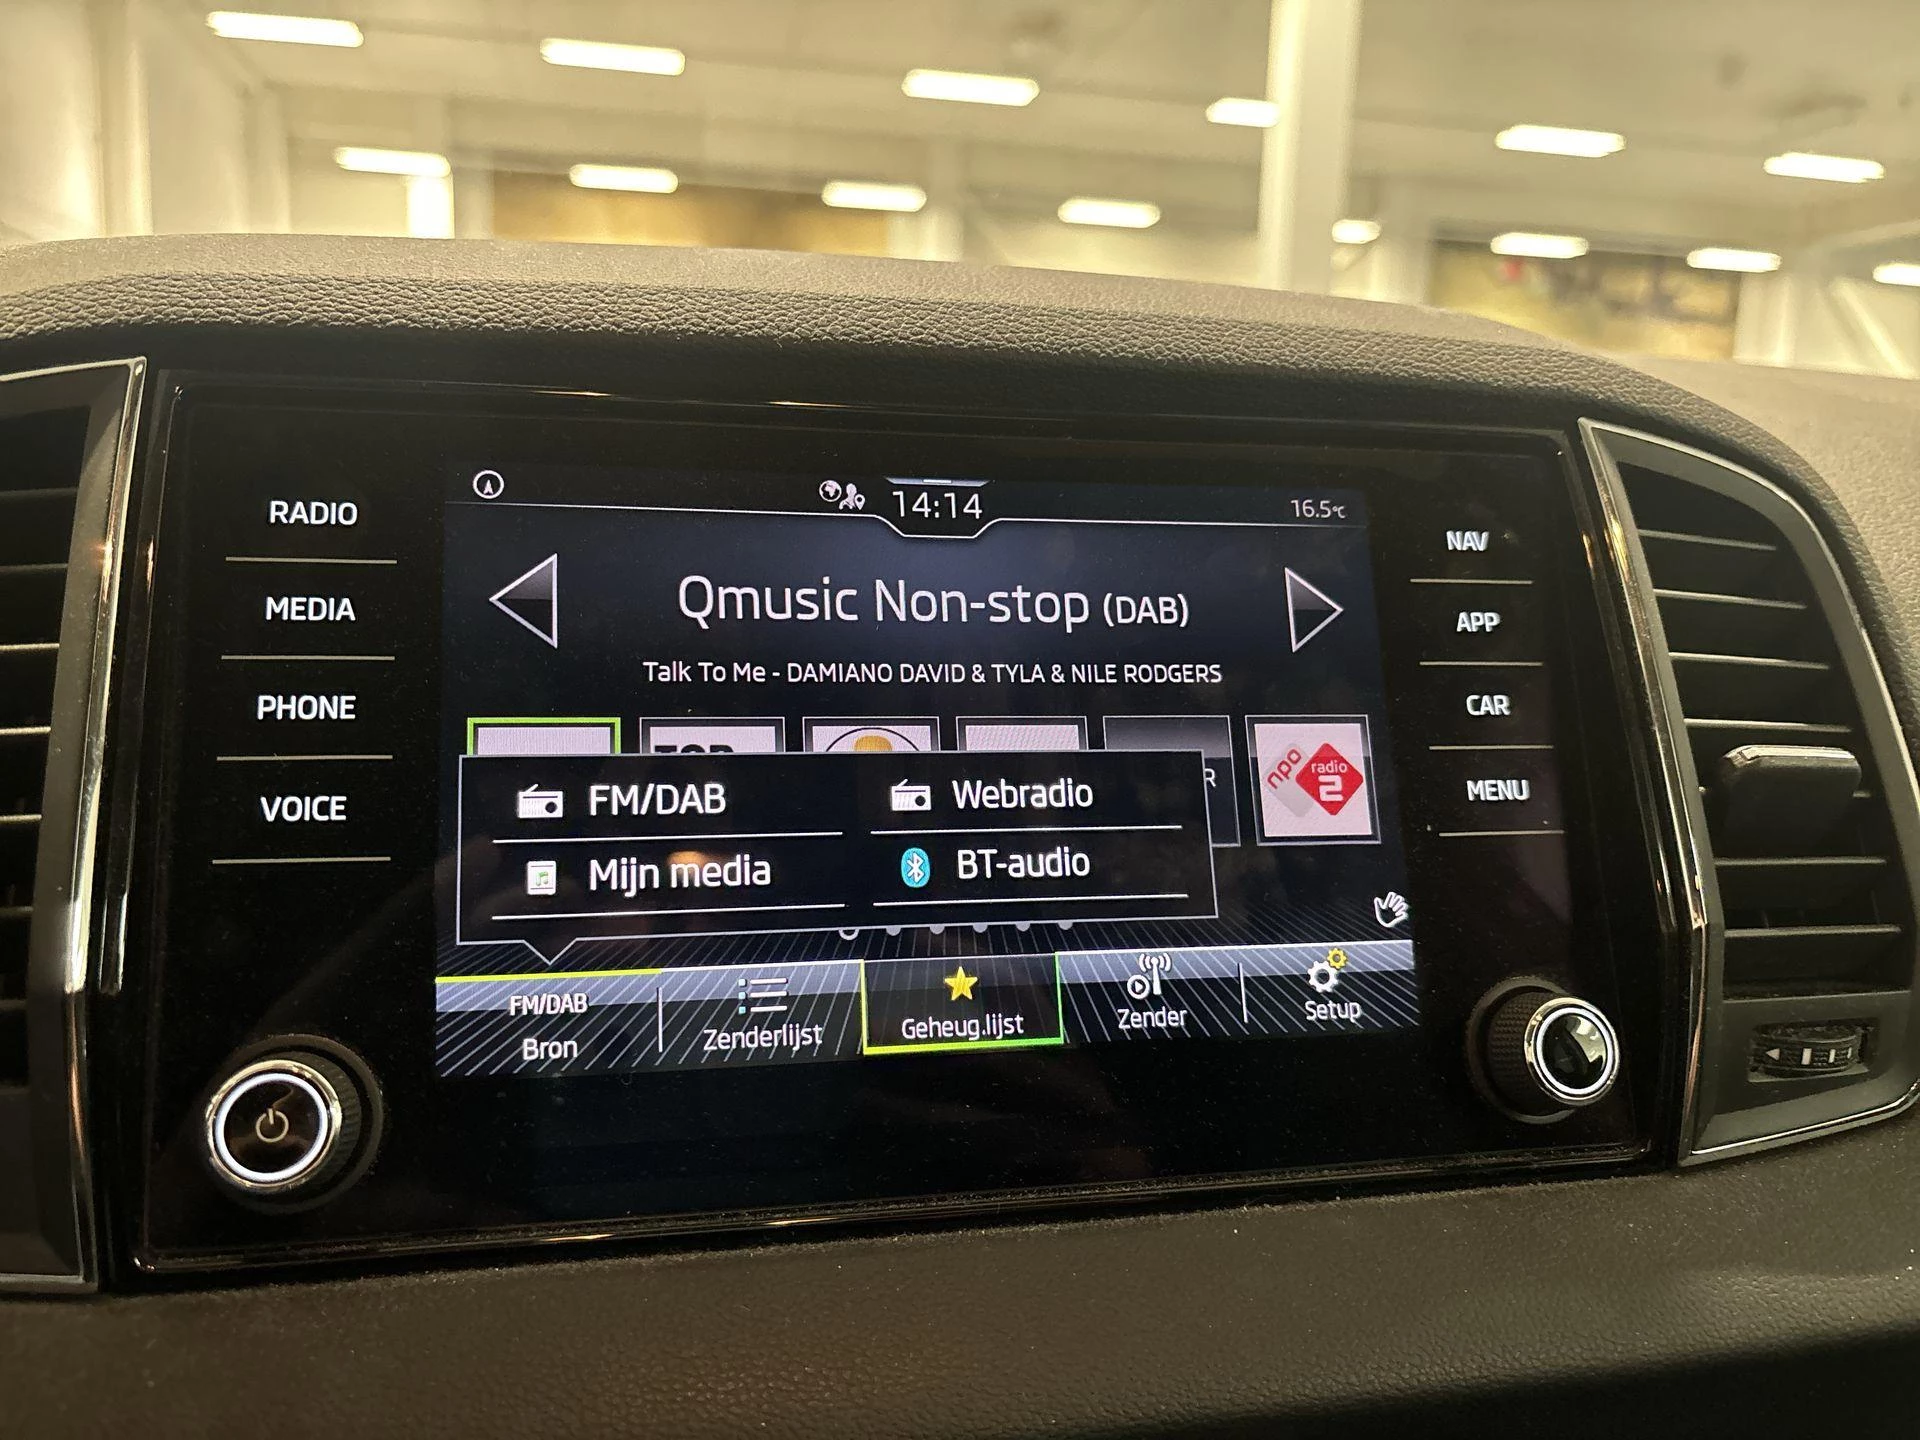 RADIO
MEDIA
PHONE
VOICE
14:14
16.5°C
Qmusic Non-stop (DAB)
Talk To Me - DAMIANO DAVID & TYLA & NILE RODGERS
npo radio 2
FM/DAB
Webradio
Mijn media
BT-audio
FM/DAB
Bron
Zenderlijst
Geheug.lijst
Zender
Setup
NAV
APP
CAR
MENU